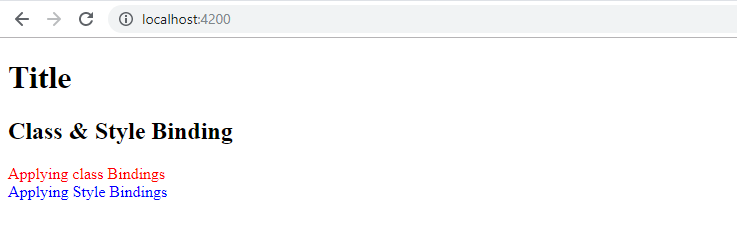 localhost:4200
Title
Class & Style Binding
Applying class Bindings
Applying Style Bindings